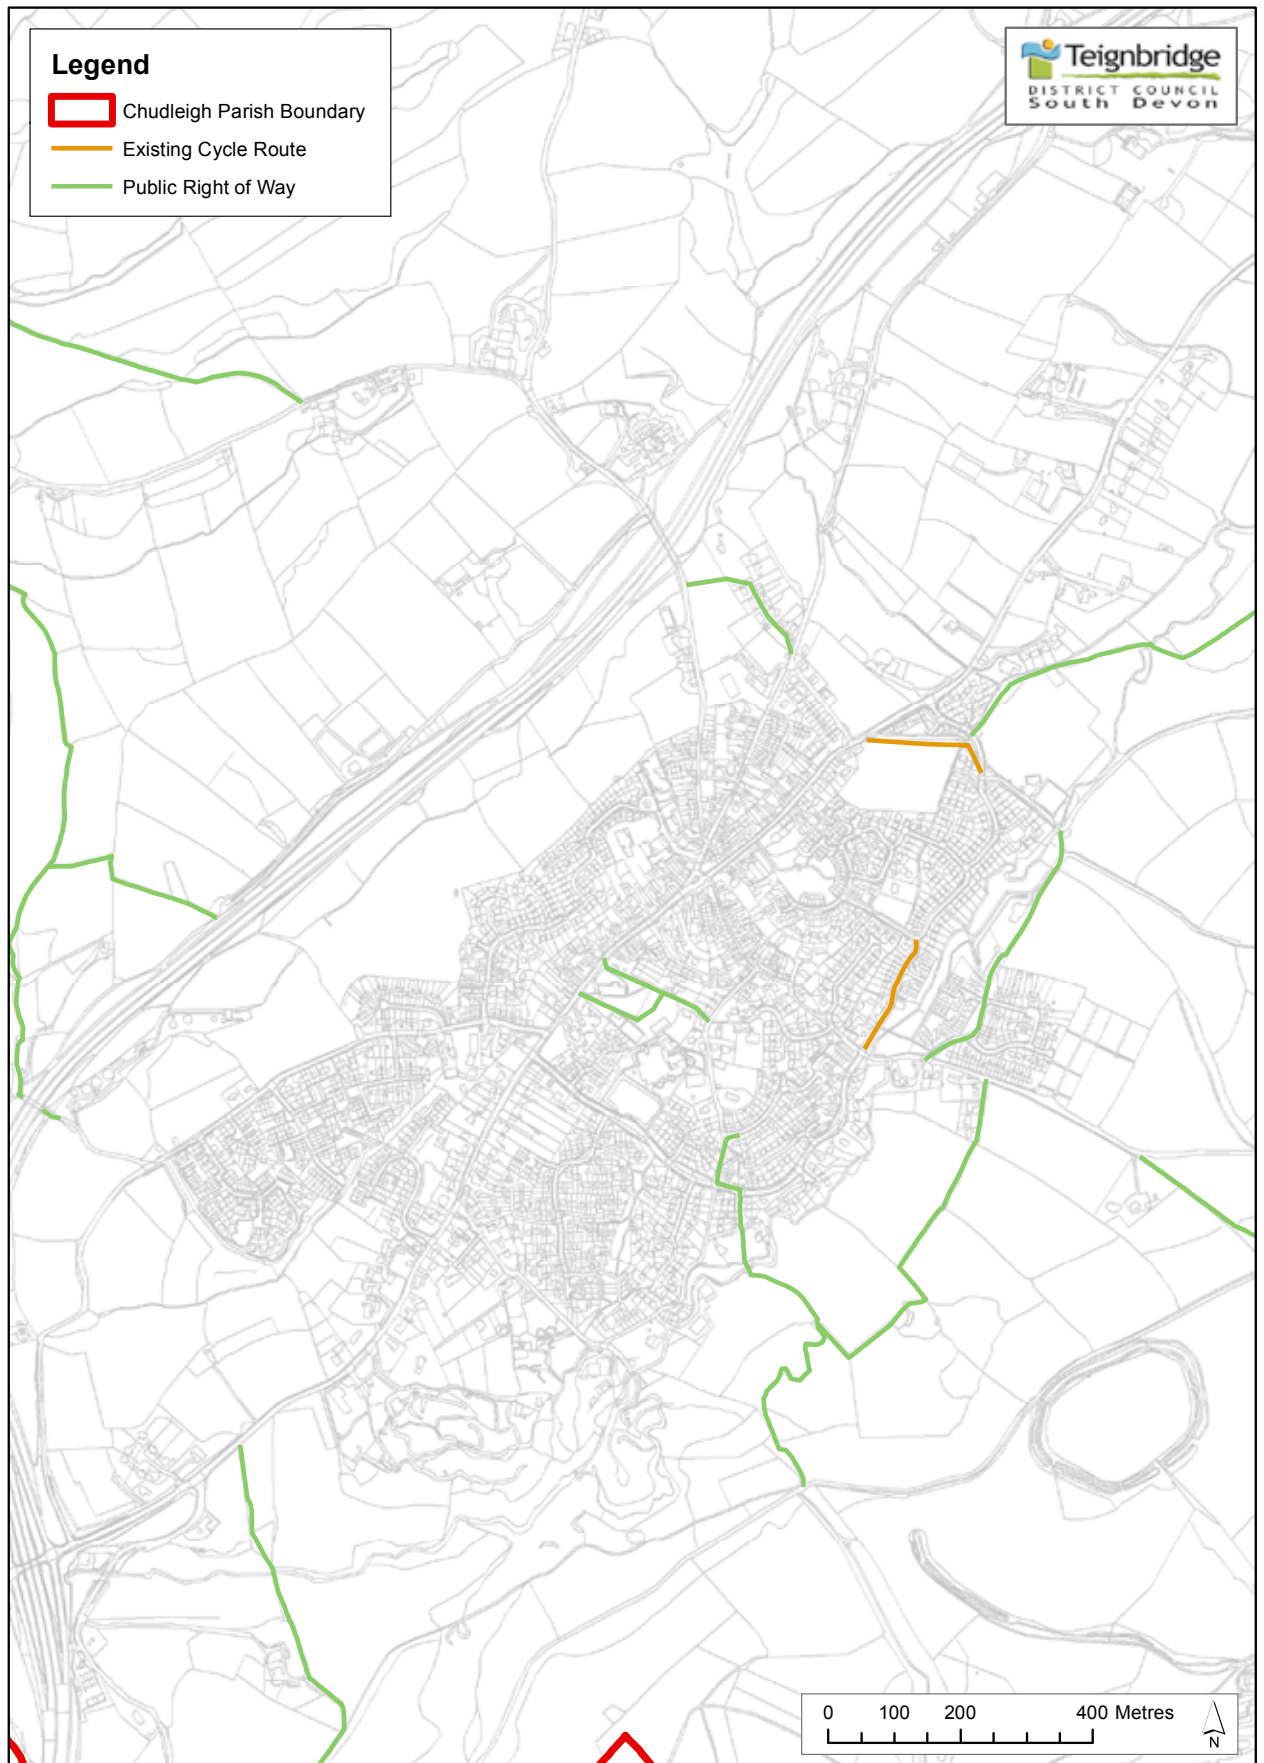 Legend
Chudleigh Parish Boundary
Existing Cycle Route
Public Right of Way
Teignbridge
DISTRICT COUNCIL
South Devon
0 100 200 400 Metres
N